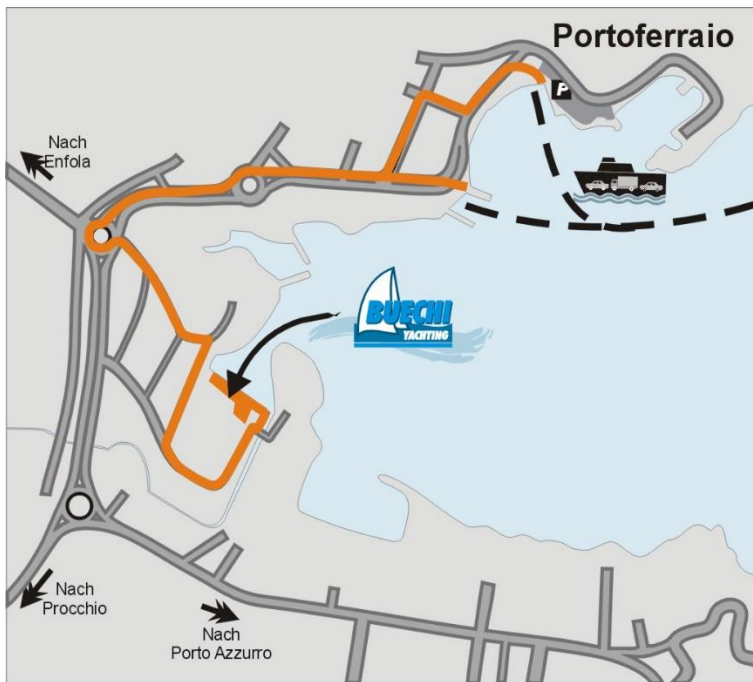 Portoferraio
P
Nach
Enfola
BUECHI
YACHTING
Nach
Procchio
Nach
Porto Azzurro